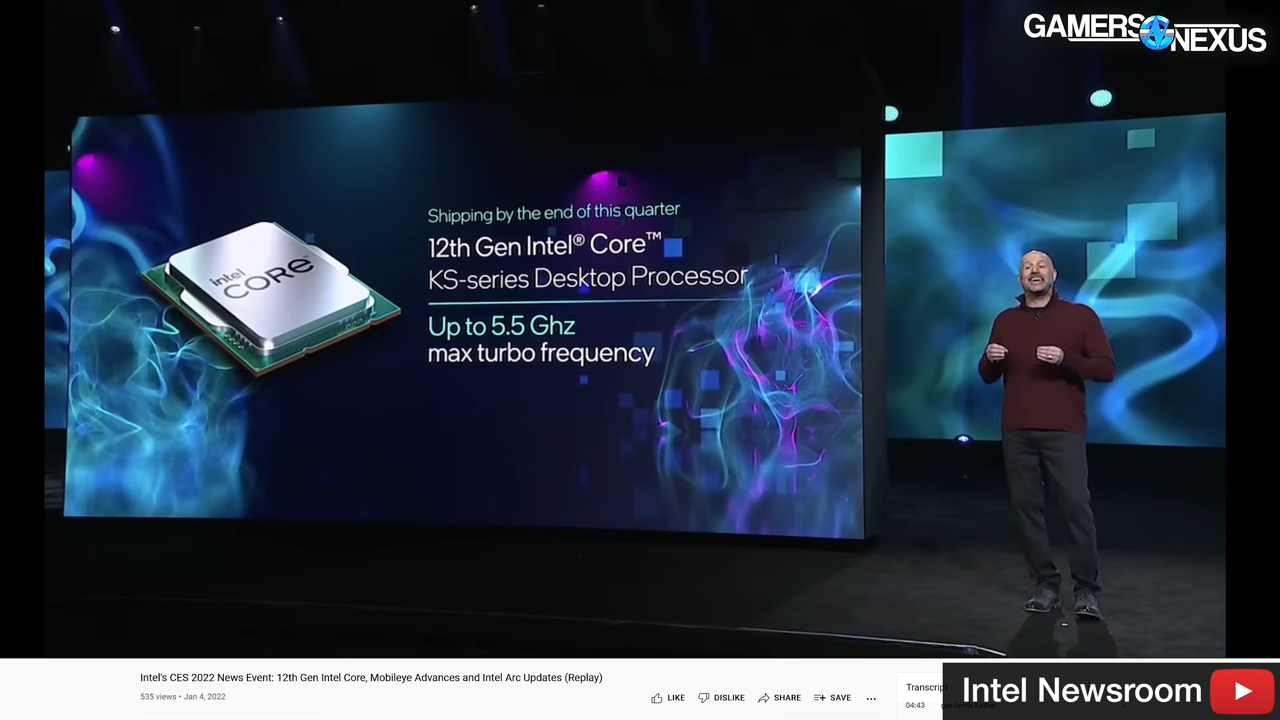 GAMERS NEXUS
Shipping by the end of this quarter
12th Gen Intel® Core™
KS-series Desktop Processor
Up to 5.5 Ghz
max turbo frequency
intel
CORE
Intel's CES 2022 News Event: 12th Gen Intel Core, Mobileye Advances and Intel Arc Updates (Replay)
535 views • Jan 4, 2022
LIKE DISLIKE SHARE SAVE
Transcrip
04:43
Intel Newsroom